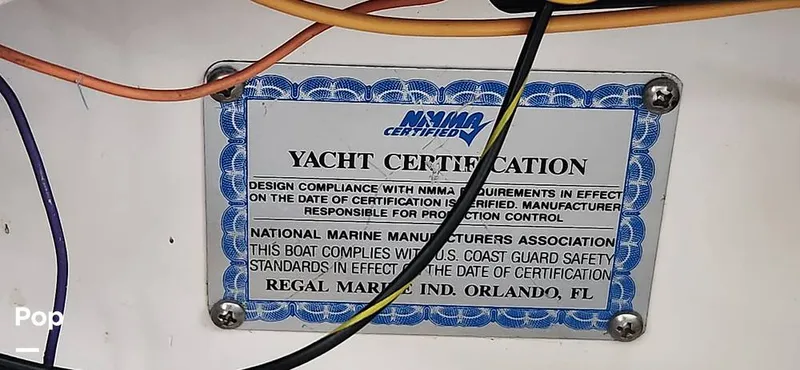 NMMA
CERTIFIED
YACHT CERTIFICATION
DESIGN COMPLIANCE WITH NMMA REQUIREMENTS IN EFFECT
ON THE DATE OF CERTIFICATION IS VERIFIED. MANUFACTURER
RESPONSIBLE FOR PRODUCTION CONTROL
NATIONAL MARINE MANUFACTURERS ASSOCIATION
THIS BOAT COMPLIES WITH U.S. COAST GUARD SAFETY
STANDARDS IN EFFECT ON THE DATE OF CERTIFICATION
REGAL MARINE IND. ORLANDO, FL
Pop